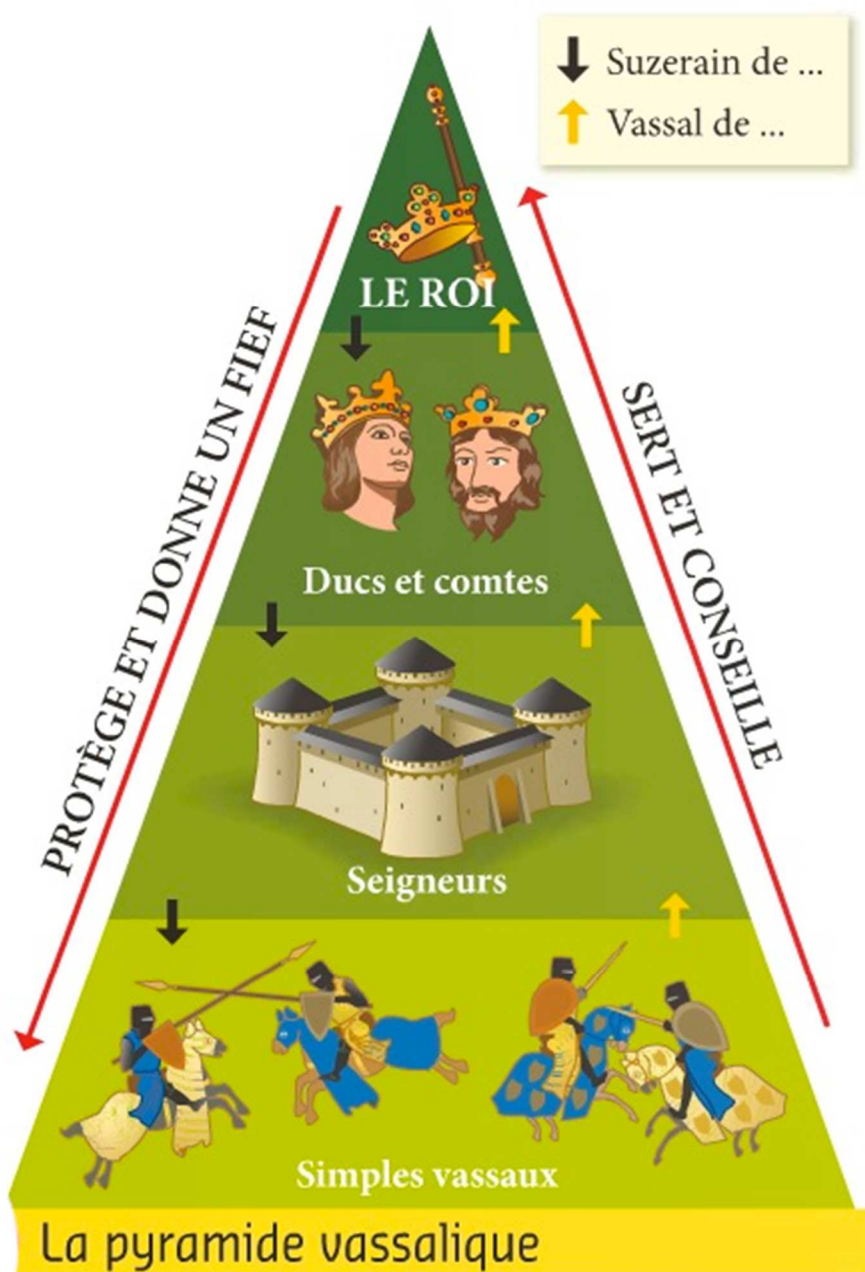 Suzerain de ...
Vassal de ...
LE ROI
PROTÈGE ET DONNE UN FIEF
SERT ET CONSEILLE
Ducs et comtes
Seigneurs
Simples vassaux
La pyramide vassalique